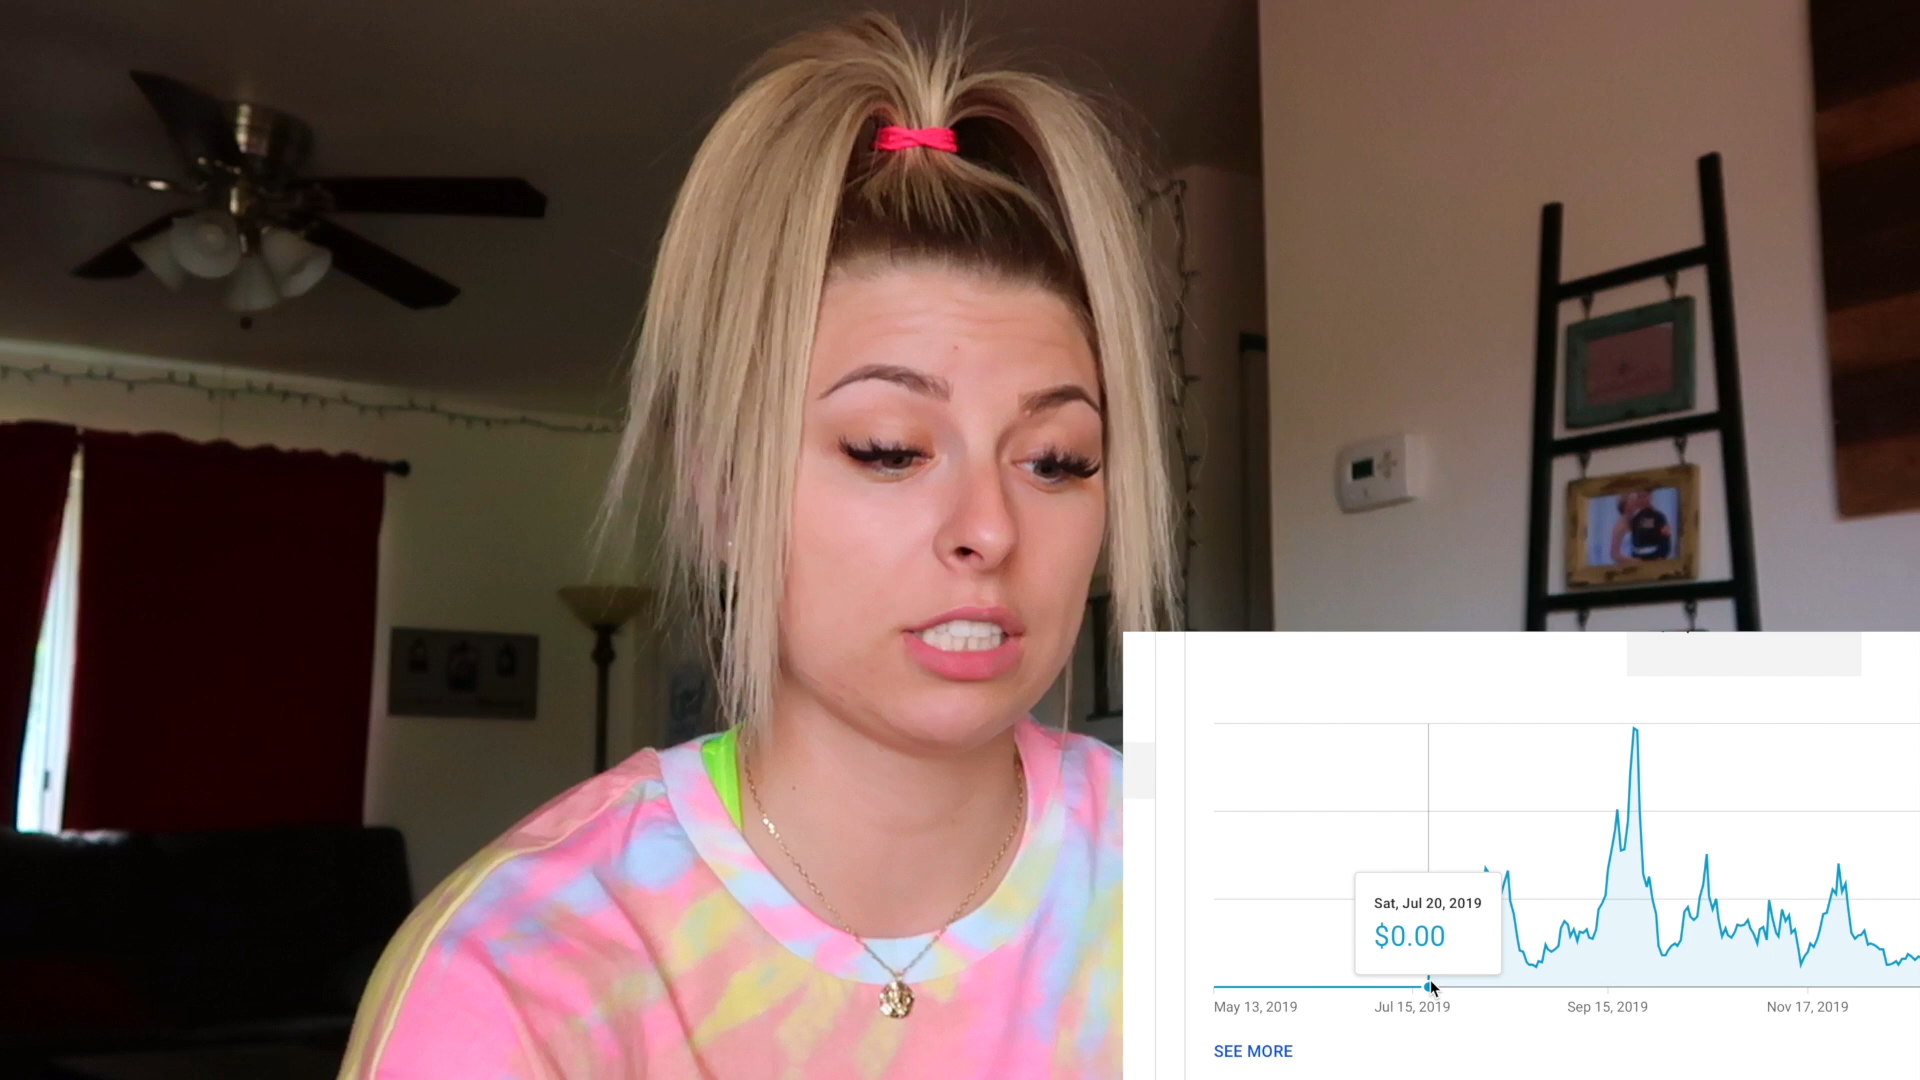 Sat, Jul 20, 2019
$0.00
May 13, 2019
Jul 15, 2019
Sep 15, 2019
Nov 17, 2019
SEE MORE